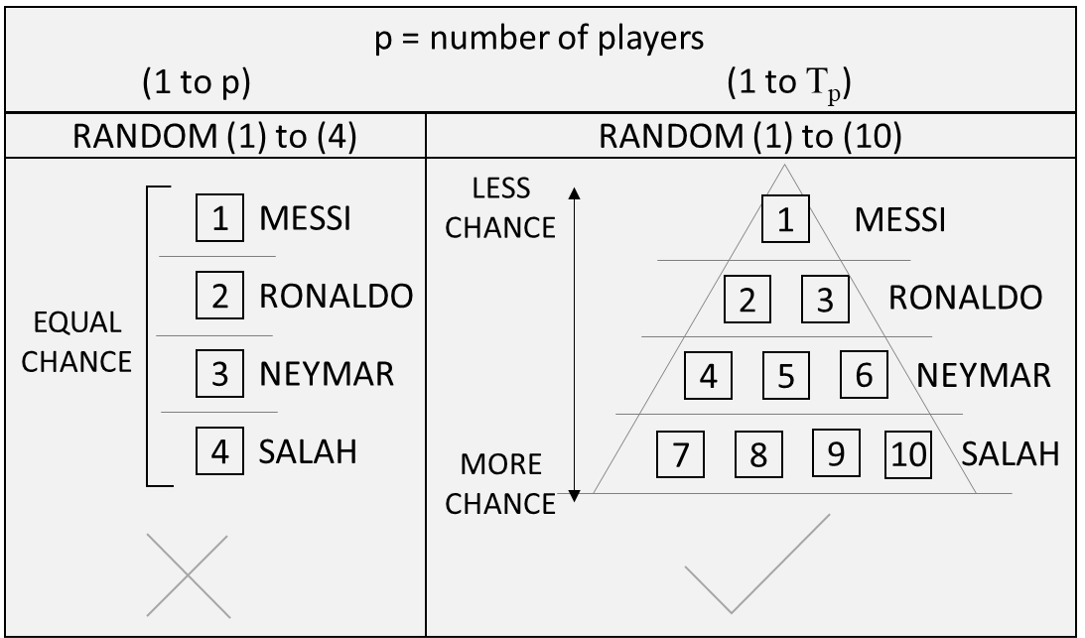 p = number of players
(1 to p)
(1 to Tp)
RANDOM (1) to (4)
RANDOM (1) to (10)
EQUAL
CHANCE
1 MESSI
2 RONALDO
3 NEYMAR
4 SALAH
LESS
CHANCE
MORE
CHANCE
1 MESSI
2 3 RONALDO
4 5 6 NEYMAR
7 8 9 10 SALAH